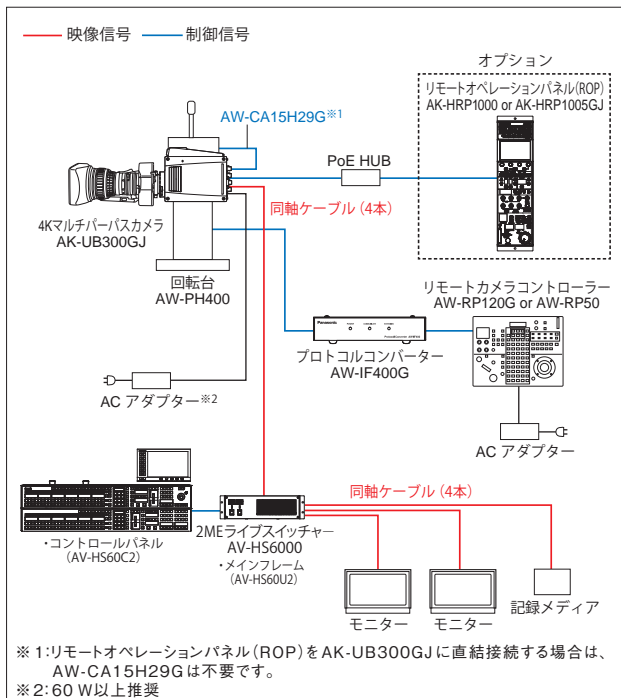 映像信号 制御信号
オプション
リモートオペレーションパネル(ROP)
AK-HRP1000 or AK-HRP1005GJ
AW-CA15H29G※1
PoE HUB
同軸ケーブル(4本)
4Kマルチパーパスカメラ
AK-UB300GJ
回転台
AW-PH400
リモートカメラコントローラー
AW-RP120G or AW-RP50
Panasonic
プロトコルコンバーター
AW-IF400G
AC アダプター※2
AC アダプター
同軸ケーブル(4本)
・コントロールパネル
(AV-HS60C2)
2MEライブスイッチャー
AV-HS6000
・メインフレーム
(AV-HS60U2)
モニター
モニター
記録メディア
※1:リモートオペレーションパネル(ROP)をAK-UB300GJに直結接続する場合は、
AW-CA15H29Gは不要です。
※2:60 W以上推奨